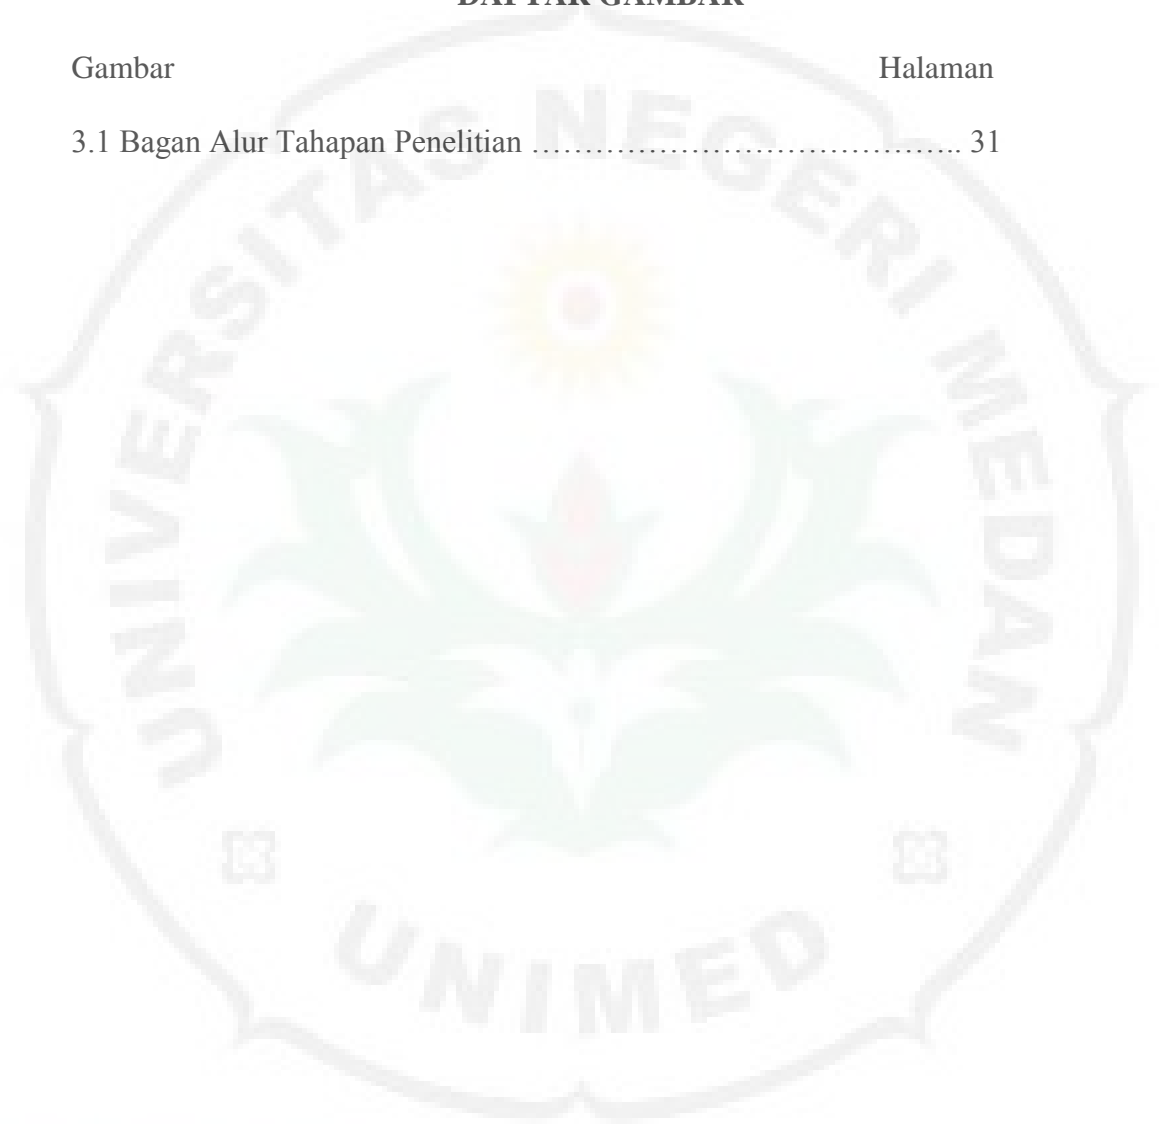 DAFTAR GAMBAR
Gambar Halaman
3.1 Bagan Alur Tahapan Penelitian ………………………………….. 31
UNIVERSITAS NEGERI MEDAN
UNIMED